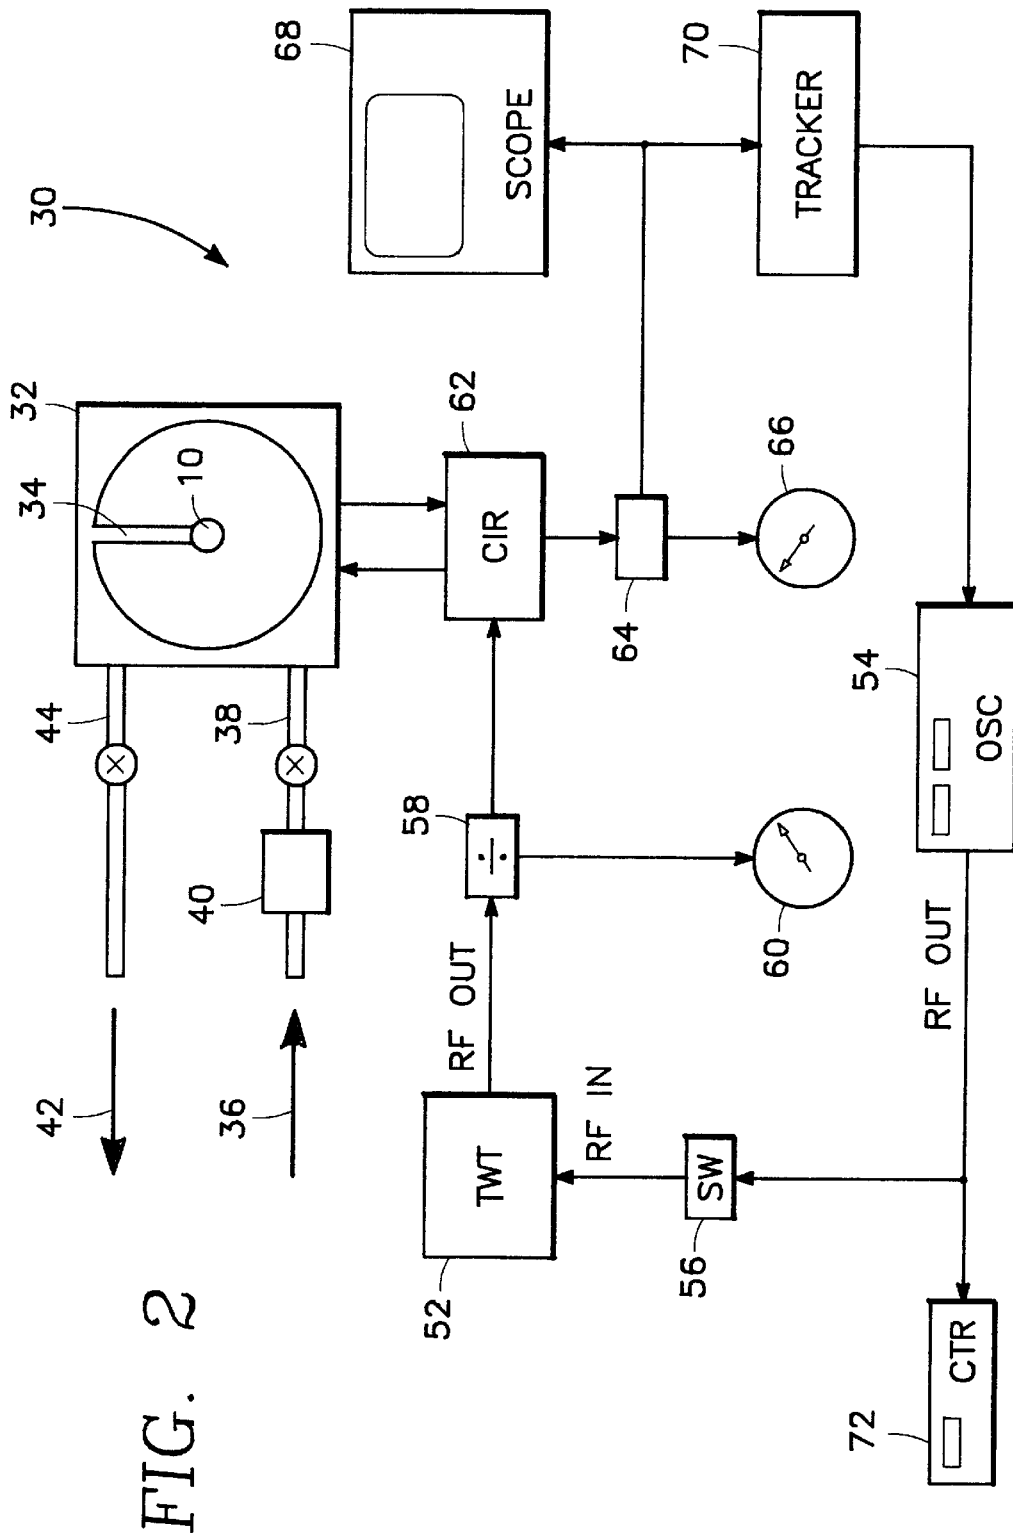 FIG. 2
30
42
44
34
32
10
36
40
38
62
CIR
68
SCOPE
52
TWT
RF OUT
58
÷
64
66
70
TRACKER
RF IN
56
SW
60
54
OSC
RF OUT
72
CTR